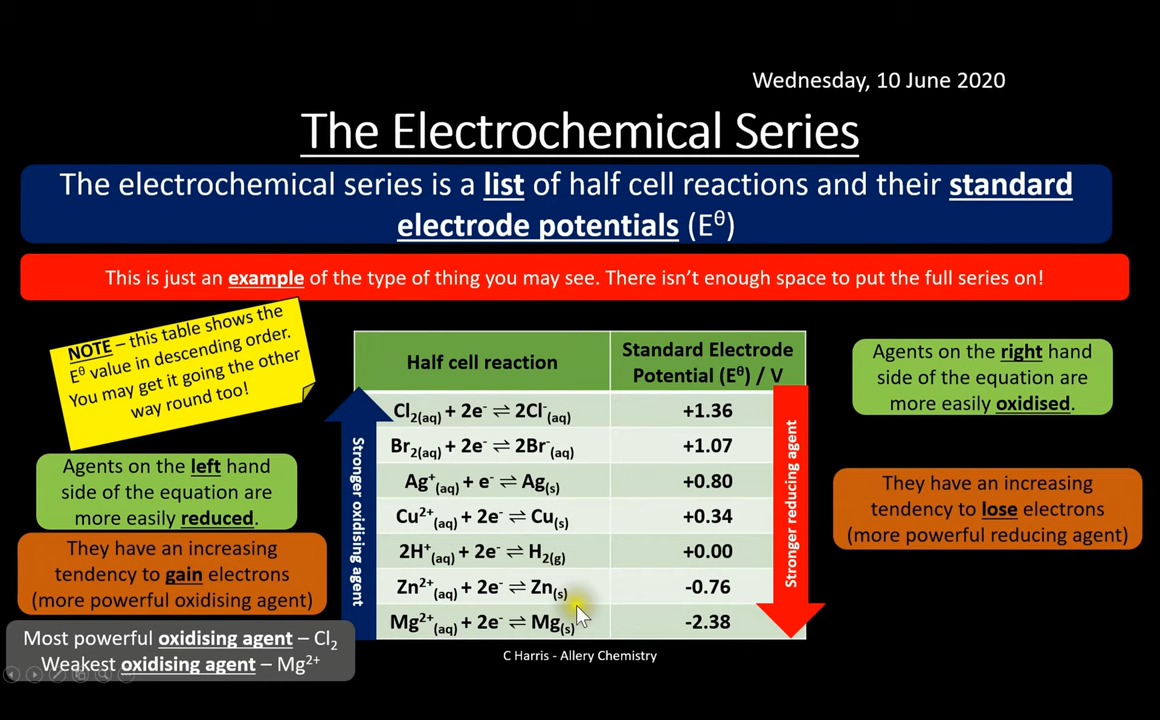 Wednesday, 10 June 2020
The Electrochemical Series
The electrochemical series is a list of half cell reactions and their standard
electrode potentials (E^θ)
This is just an example of the type of thing you may see. There isn't enough space to put the full series on!
NOTE – this table shows the
E^θ value in descending order.
You may get it going the other
way round too!
Agents on the left hand
side of the equation are
more easily reduced.
They have an increasing
tendency to gain electrons
(more powerful oxidising agent)
Most powerful oxidising agent – Cl₂
Weakest oxidising agent – Mg²⁺
Stronger oxidising agent
Half cell reaction | Standard Electrode
Potential (E^θ) / V
Cl₂(aq) + 2e⁻ ⇌ 2Cl⁻(aq) | +1.36
Br₂(aq) + 2e⁻ ⇌ 2Br⁻(aq) | +1.07
Ag⁺(aq) + e⁻ ⇌ Ag(s) | +0.80
Cu²⁺(aq) + 2e⁻ ⇌ Cu(s) | +0.34
2H⁺(aq) + 2e⁻ ⇌ H₂(g) | +0.00
Zn²⁺(aq) + 2e⁻ ⇌ Zn(s) | -0.76
Mg²⁺(aq) + 2e⁻ ⇌ Mg(s) | -2.38
Stronger reducing agent
Agents on the right hand
side of the equation are
more easily oxidised.
They have an increasing
tendency to lose electrons
(more powerful reducing agent)
C Harris - Allery Chemistry